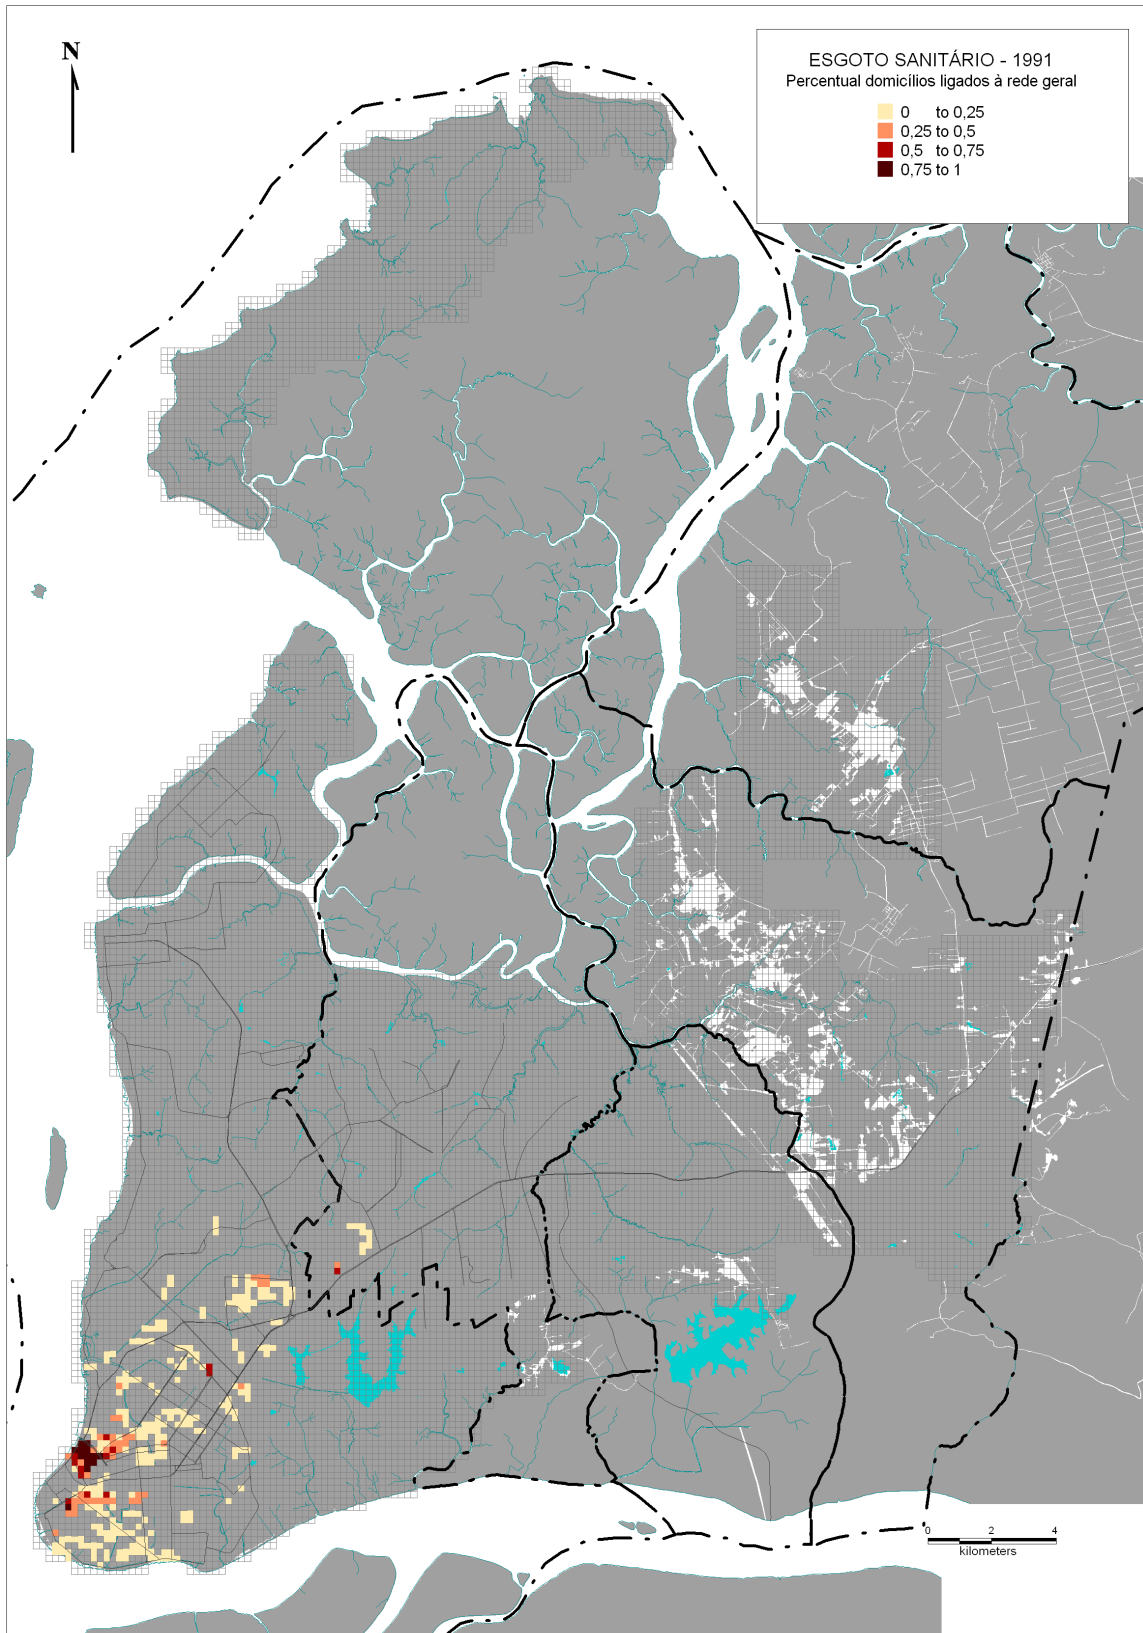 N
ESGOTO SANITÁRIO - 1991
Percentual domicílios ligados à rede geral
0 to 0,25
0,25 to 0,5
0,5 to 0,75
0,75 to 1
0 2 4
kilometers